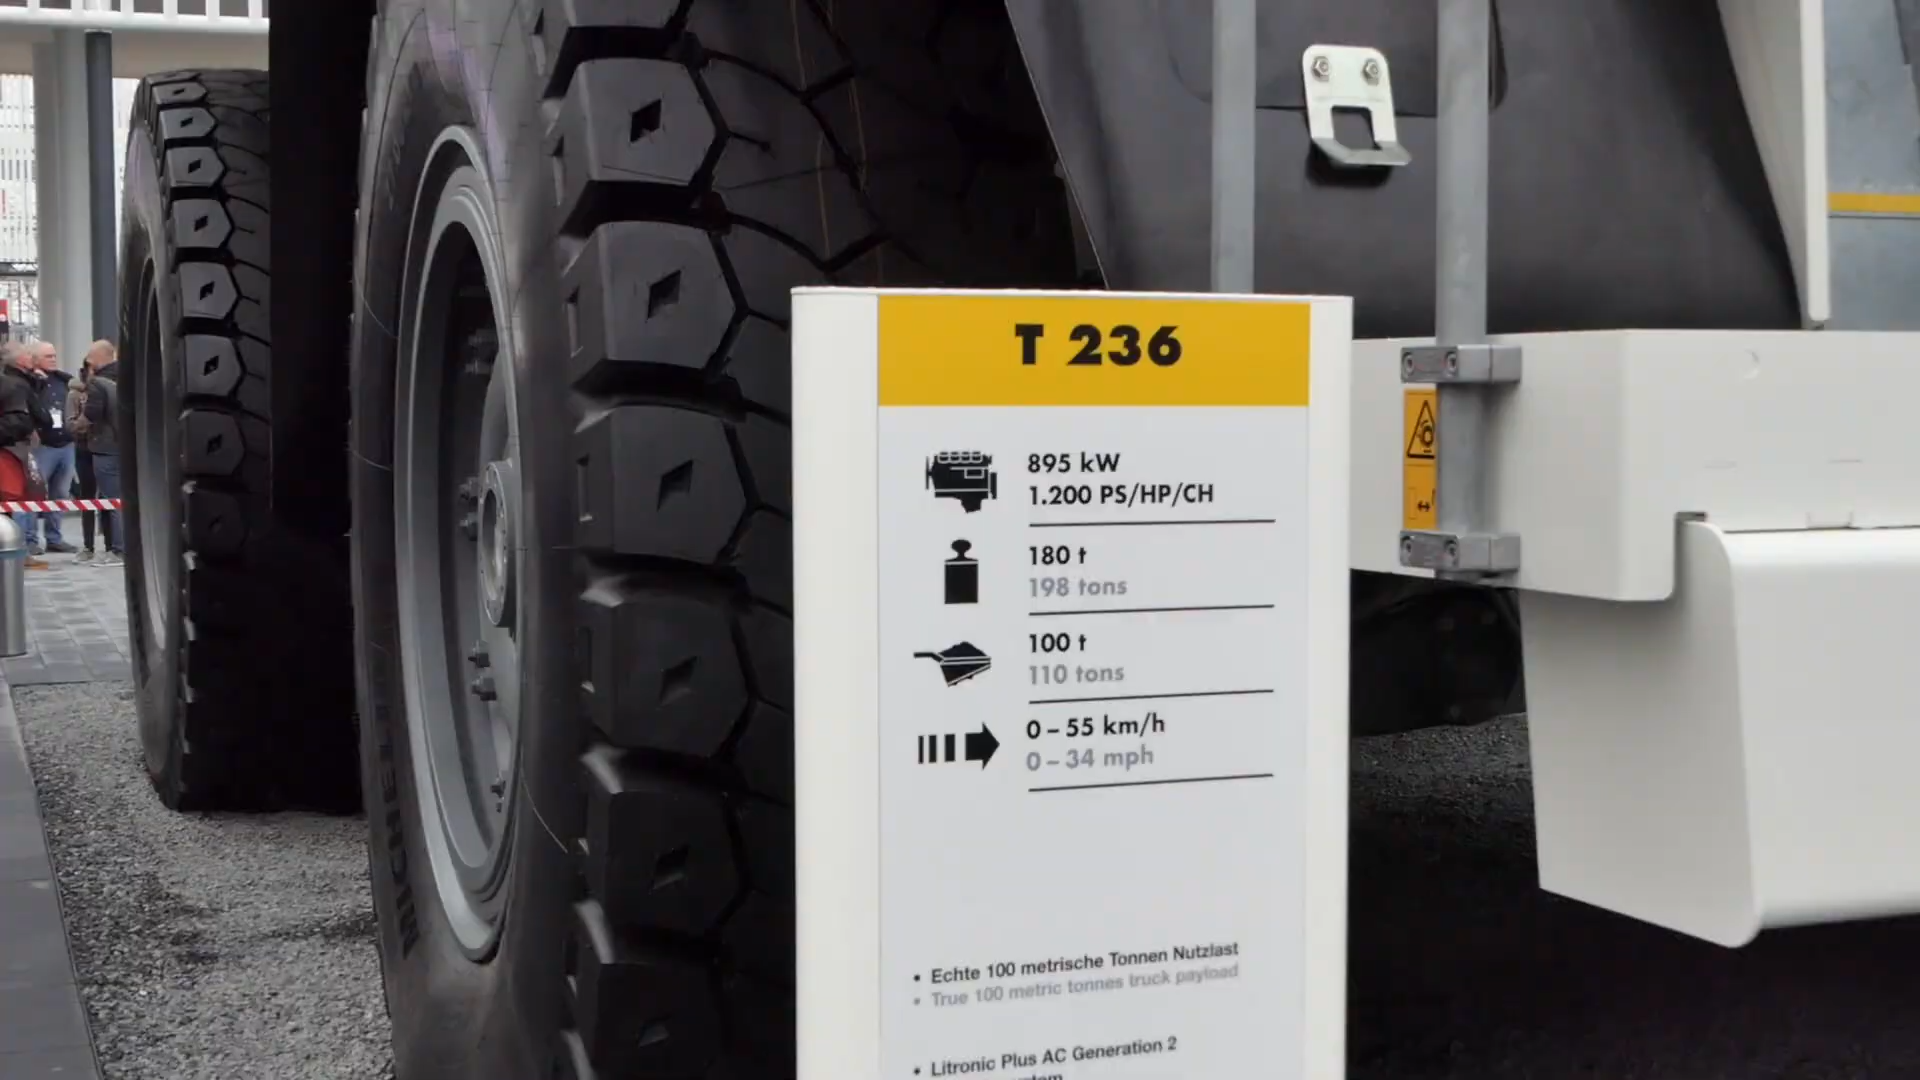 T 236
895 kW
1.200 PS/HP/CH
180 t
198 tons
100 t
110 tons
0 – 55 km/h
0 – 34 mph
• Echte 100 metrische Tonnen Nutzlast
• True 100 metric tonnes truck payload
• Litronic Plus AC Generation 2